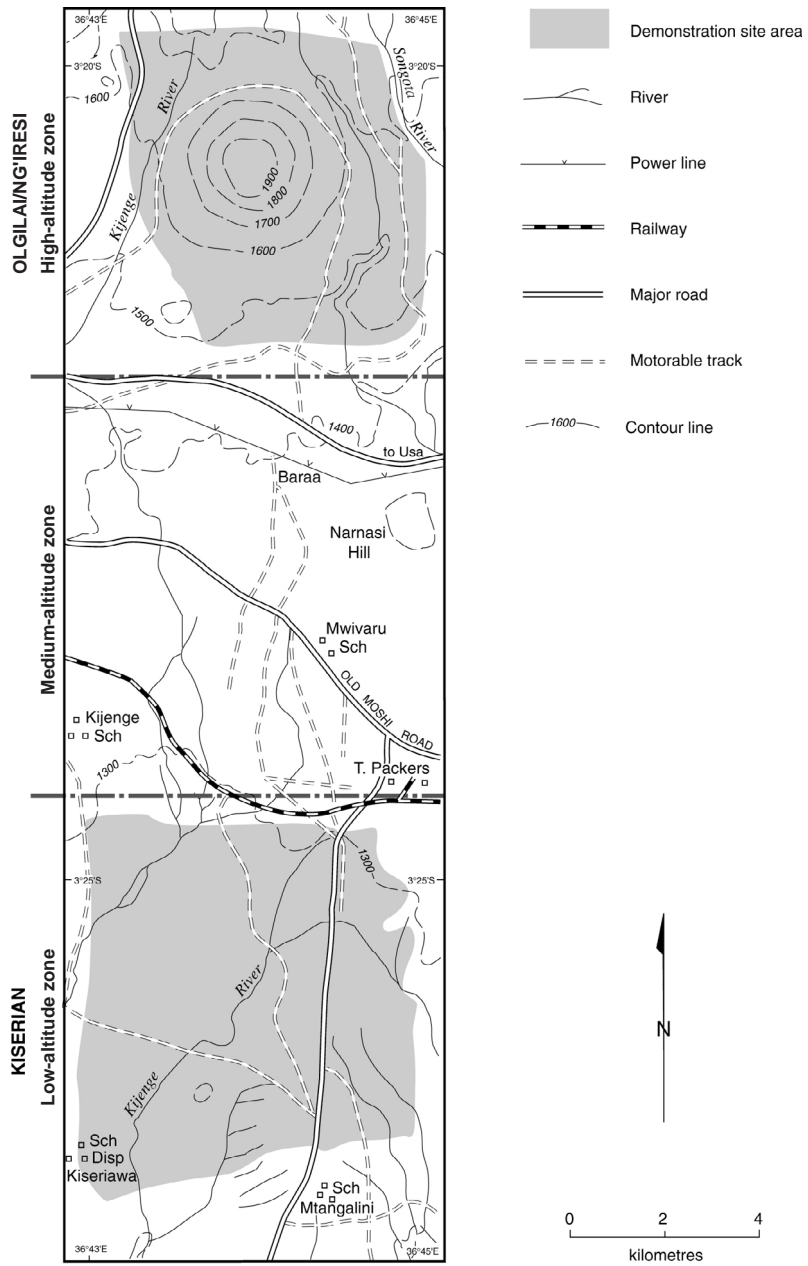 36°43'E
36°45'E
3°20'S
3°20'S
1600
River
Songota
River
Kijenge
1900
1800
1700
1600
1500
OLGILAI/NG'IRESI
High-altitude zone
1400
to Usa
Baraa
Narnasi
Hill
Mwivaru
Sch
OLD MOSHI ROAD
Kijenge
Sch
T. Packers
1300
Medium-altitude zone
1300
3°25'S
3°25'S
River
Kijenge
KISERIAN
Low-altitude zone
Sch
Disp
Kiseriawa
Sch
Mtangalini
36°43'E
36°45'E
Demonstration site area
River
Power line
Railway
Major road
Motorable track
1600
Contour line
N
0 2 4
kilometres